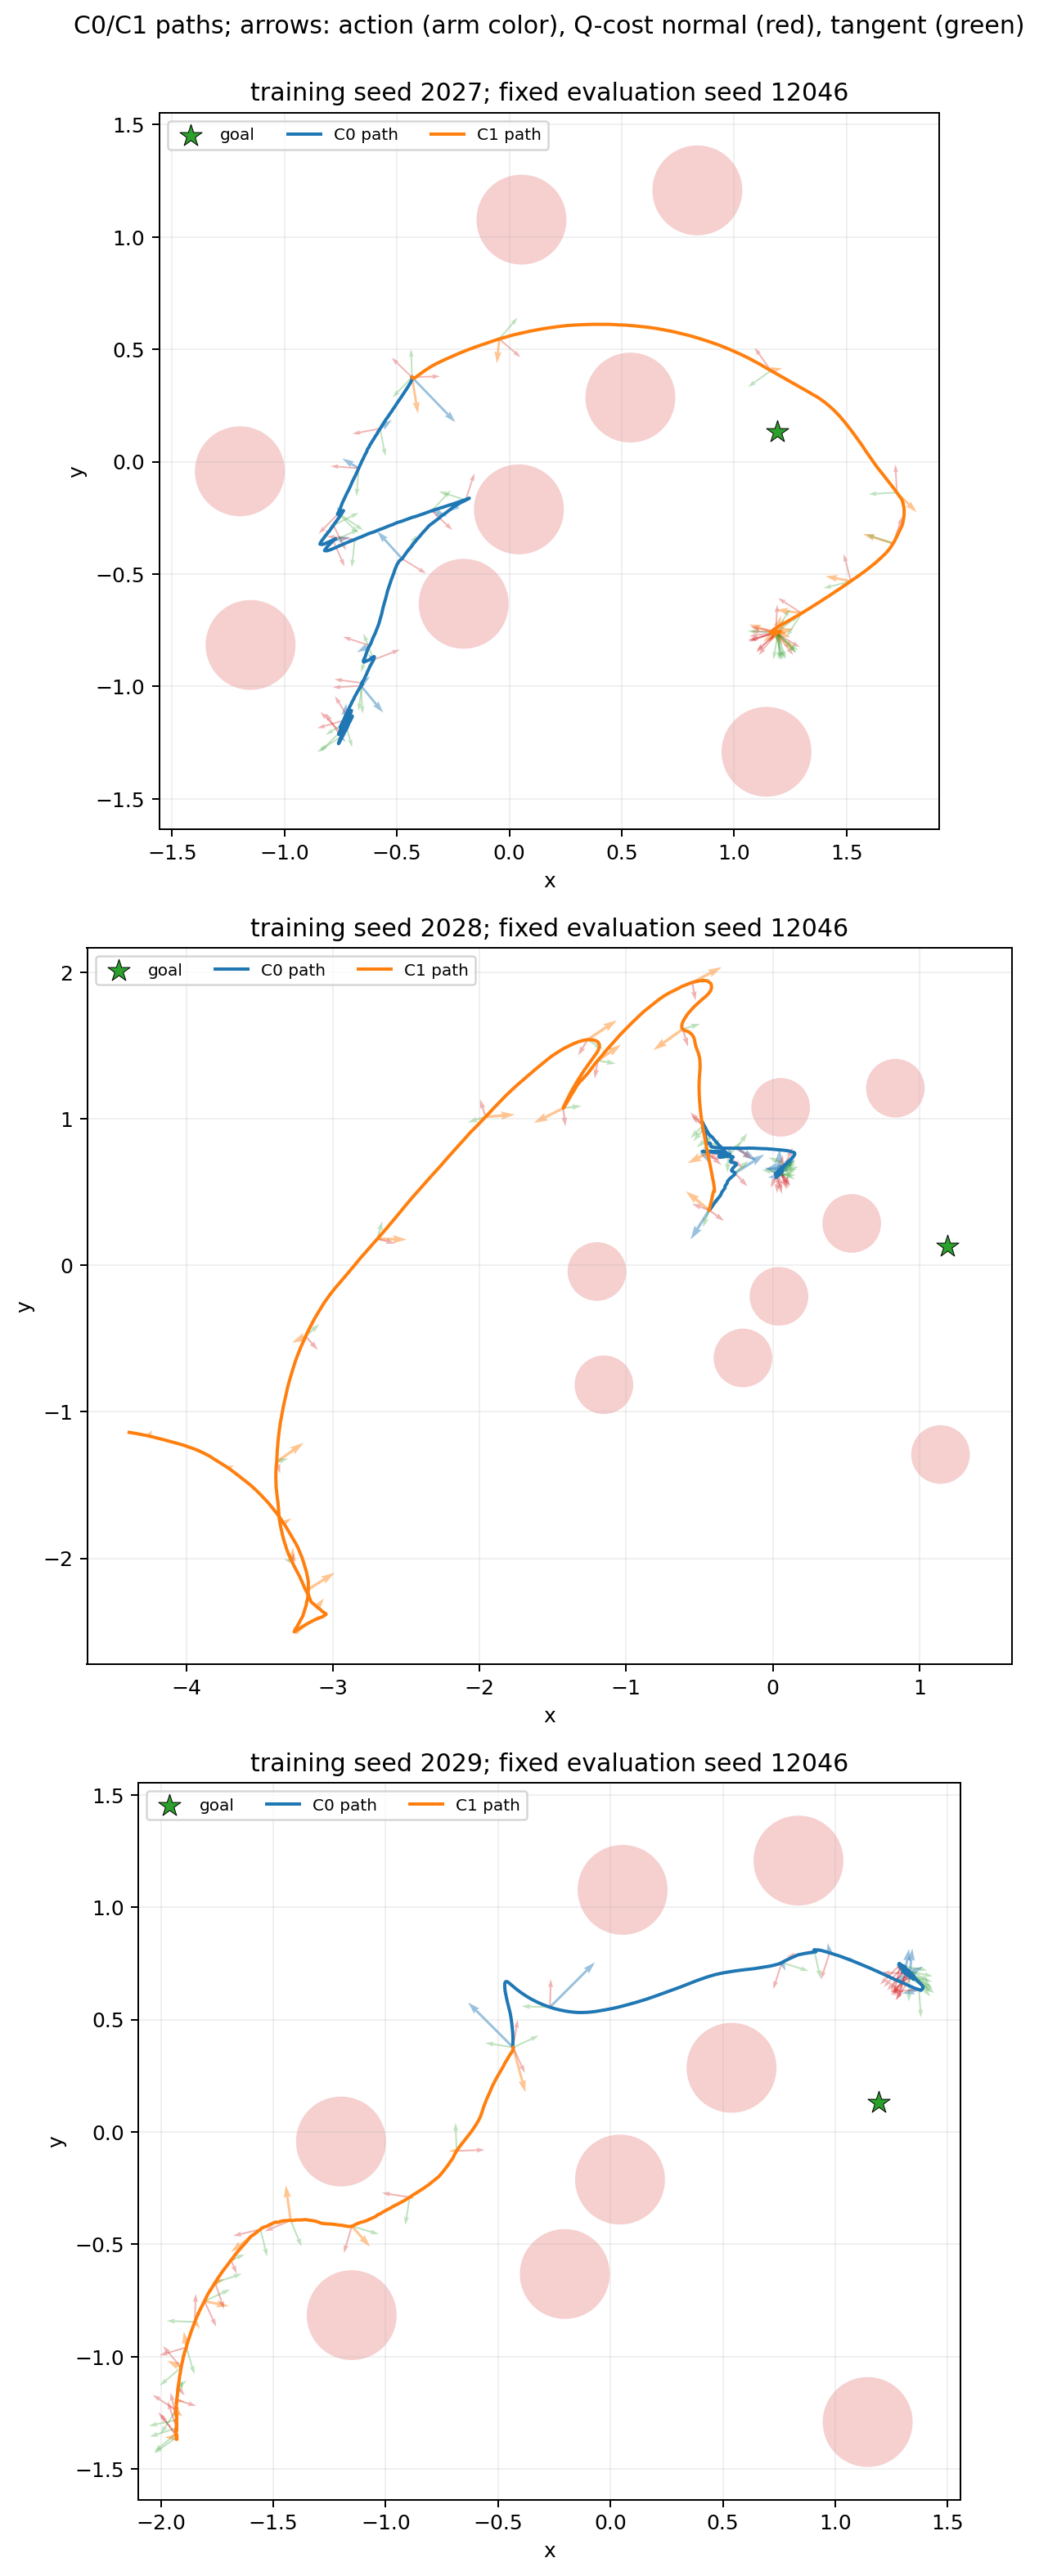 C0/C1 paths; arrows: action (arm color), Q-cost normal (red), tangent (green)
training seed 2027; fixed evaluation seed 12046
goal C0 path C1 path
1.5
1.0
0.5
0.0
−0.5
−1.0
−1.5
y
−1.5 −1.0 −0.5 0.0 0.5 1.0 1.5
x
training seed 2028; fixed evaluation seed 12046
goal C0 path C1 path
2
1
0
−1
−2
y
−4 −3 −2 −1 0 1
x
training seed 2029; fixed evaluation seed 12046
goal C0 path C1 path
1.5
1.0
0.5
0.0
−0.5
−1.0
−1.5
y
−2.0 −1.5 −1.0 −0.5 0.0 0.5 1.0 1.5
x